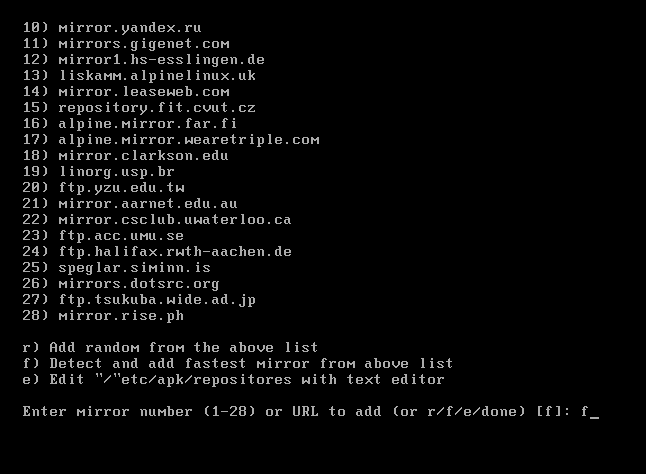 10) mirror.yandex.ru
11) mirrors.gigenet.com
12) mirror1.hs-esslingen.de
13) liskamm.alpinelinux.uk
14) mirror.leaseweb.com
15) repository.fit.cvut.cz
16) alpine.mirror.far.fi
17) alpine.mirror.wearetriple.com
18) mirror.clarkson.edu
19) linorg.usp.br
20) ftp.yzu.edu.tw
21) mirror.aarnet.edu.au
22) mirror.csclub.uwaterloo.ca
23) ftp.acc.umu.se
24) ftp.halifax.rwth-aachen.de
25) speglar.siminn.is
26) mirrors.dotsrc.org
27) ftp.tsukuba.wide.ad.jp
28) mirror.rise.ph
r) Add random from the above list
f) Detect and add fastest mirror from above list
e) Edit "/"etc/apk/repositores with text editor
Enter mirror number (1-28) or URL to add (or r/f/e/done) [f]: f_